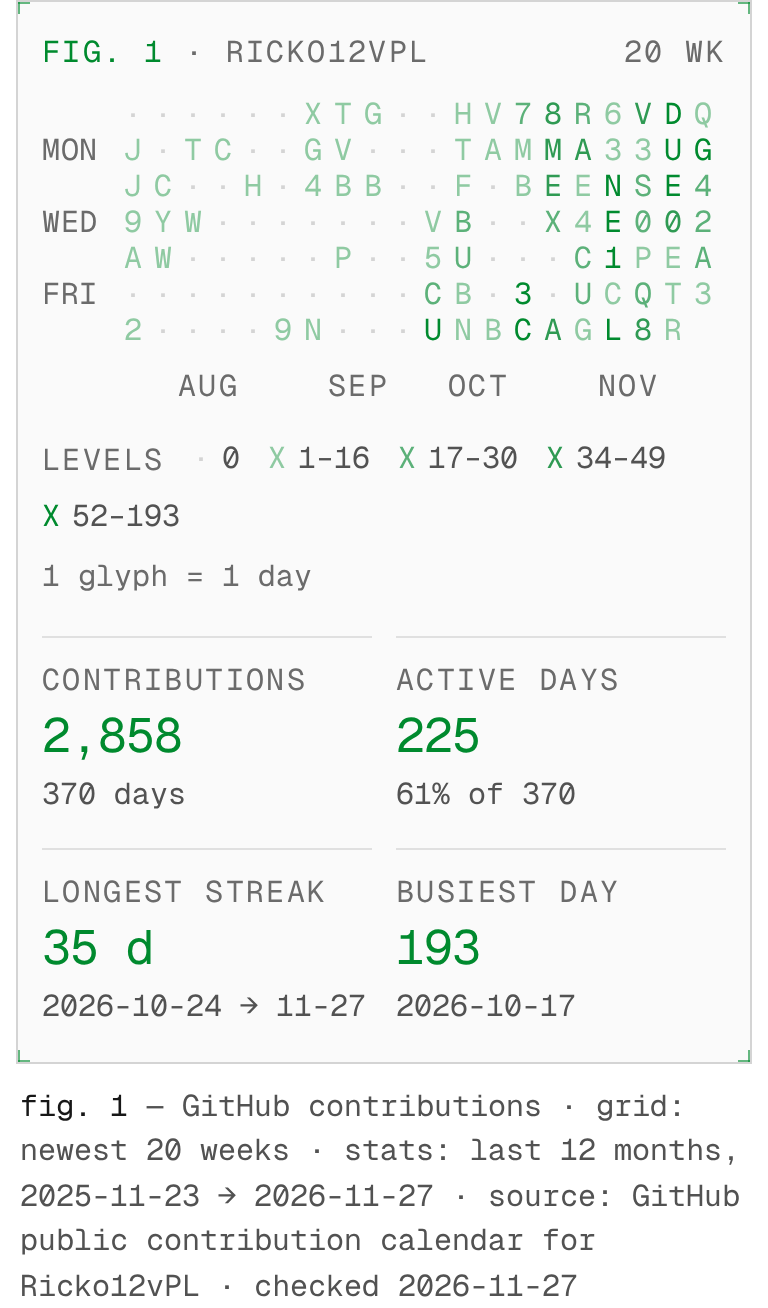 FIG. 1 · RICKO12VPL 20 WK
· · · · · · X T G · · H V 7 8 R 6 V D Q
MON J · T C · · G V · · · T A M M A 3 3 U G
J C · · H · 4 B B · · F · B E E N S E 4
WED 9 Y W · · · · · · · V B · · X 4 E 0 0 2
A W · · · · · P · · 5 U · · · C 1 P E A
FRI · · · · · · · · · · C B · 3 · U C Q T 3
2 · · · · 9 N · · · U N B C A G L 8 R
AUG SEP OCT NOV
LEVELS · 0 X 1–16 X 17–30 X 34–49
X 52–193
1 glyph = 1 day
CONTRIBUTIONS ACTIVE DAYS
2,858 225
370 days 61% of 370
LONGEST STREAK BUSIEST DAY
35 d 193
2026-10-24 → 11-27 2026-10-17
fig. 1 — GitHub contributions · grid:
newest 20 weeks · stats: last 12 months,
2025-11-23 → 2026-11-27 · source: GitHub
public contribution calendar for
Ricko12vPL · checked 2026-11-27